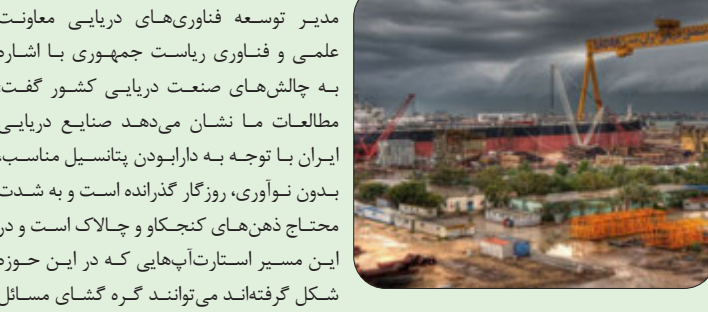 مدیر توسعه فناوری‌های دریایی معاونت
علمی و فناوری ریاست جمهوری با اشاره
به چالش‌های صنعت دریایی کشور گفت:
مطالعات ما نشان می‌دهد صنایع دریایی
ایران با توجه به دارابودن پتانسیل مناسب،
بدون نوآوری، روزگار گذرانده است و به شدت
محتاج ذهن‌های کنجکاو و چالاک است و در
این مسیر استارت‌آپ‌هایی که در این حوزه
شکل گرفته‌اند می‌توانند گره گشای مسائل